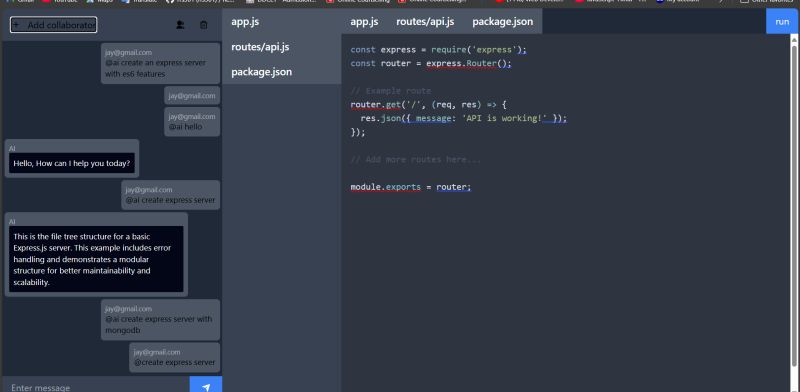 Gmail
YouTube
Maps
Translate
+ Add collaborator
jay@gmail.com
@ai create an express server
with es6 features
jay@gmail.com
jay@gmail.com
@ai hello
AI
Hello, How can I help you today?
jay@gmail.com
@ai create express server
AI
This is the file tree structure for a basic
Express.js server. This example includes error
handling and demonstrates a modular
structure for better maintainability and
scalability.
jay@gmail.com
@ai create express server with
mongodb
jay@gmail.com
@create express server
Enter message
app.js
routes/api.js
package.json
app.js routes/api.js package.json
run
const express = require('express');
const router = express.Router();
// Example route
router.get('/', (req, res) => {
res.json({ message: 'API is working!' });
});
// Add more routes here...
module.exports = router;